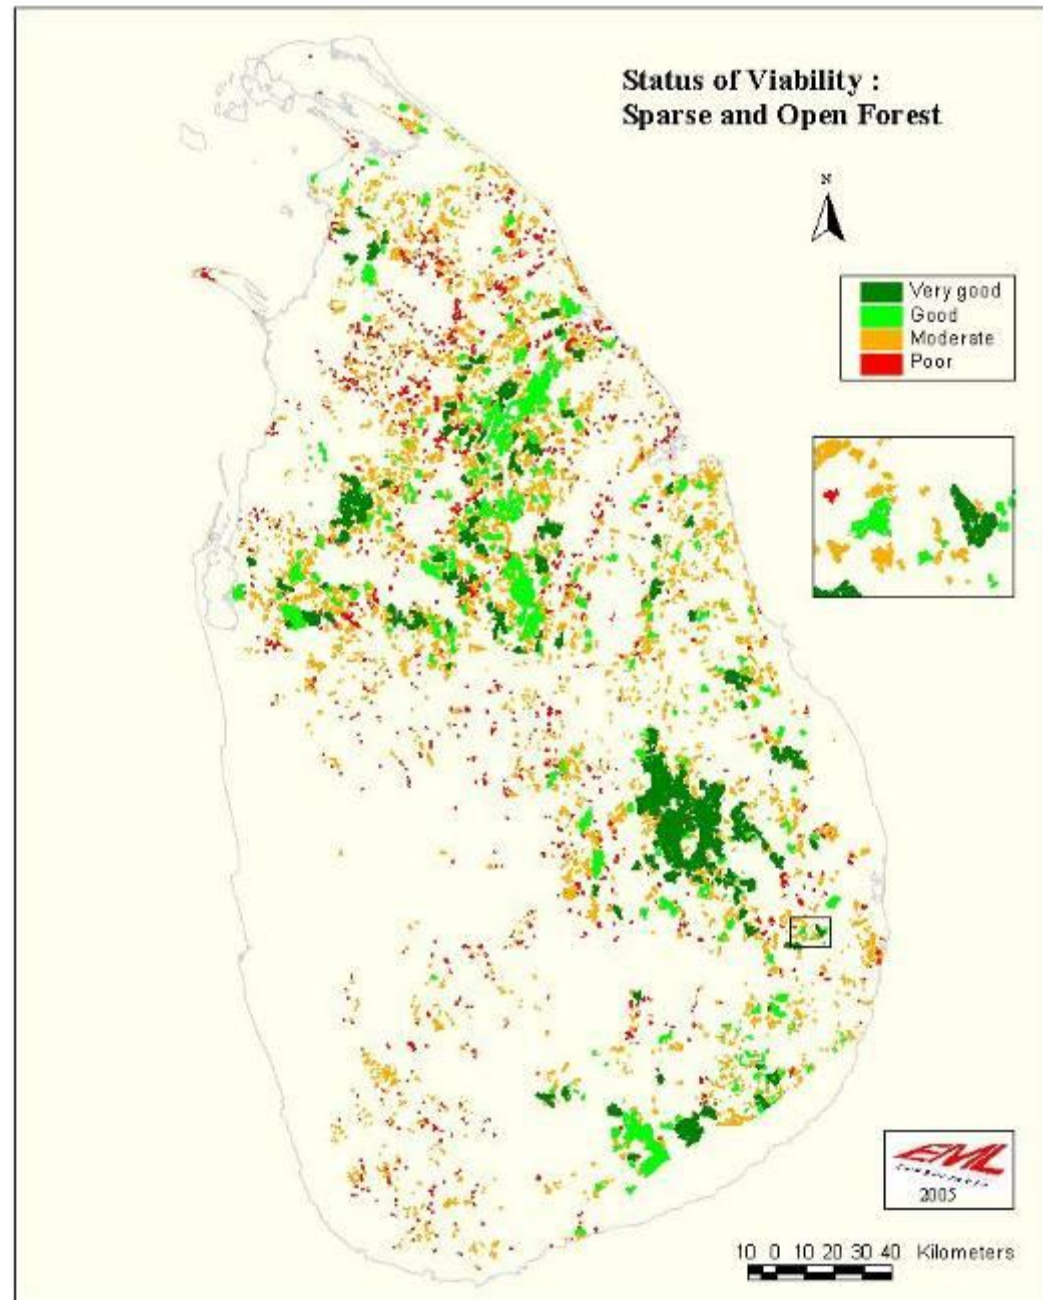 Status of Viability :
Sparse and Open Forest
N
Very good
Good
Moderate
Poor
EML
2005
10 0 10 20 30 40 Kilometers